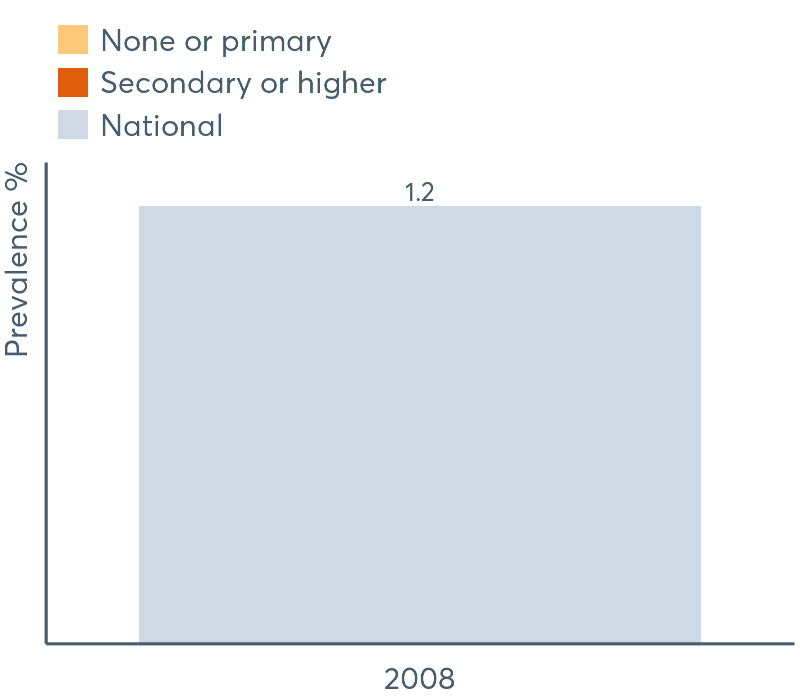 None or primary
Secondary or higher
National
Prevalence %
1.2
2008